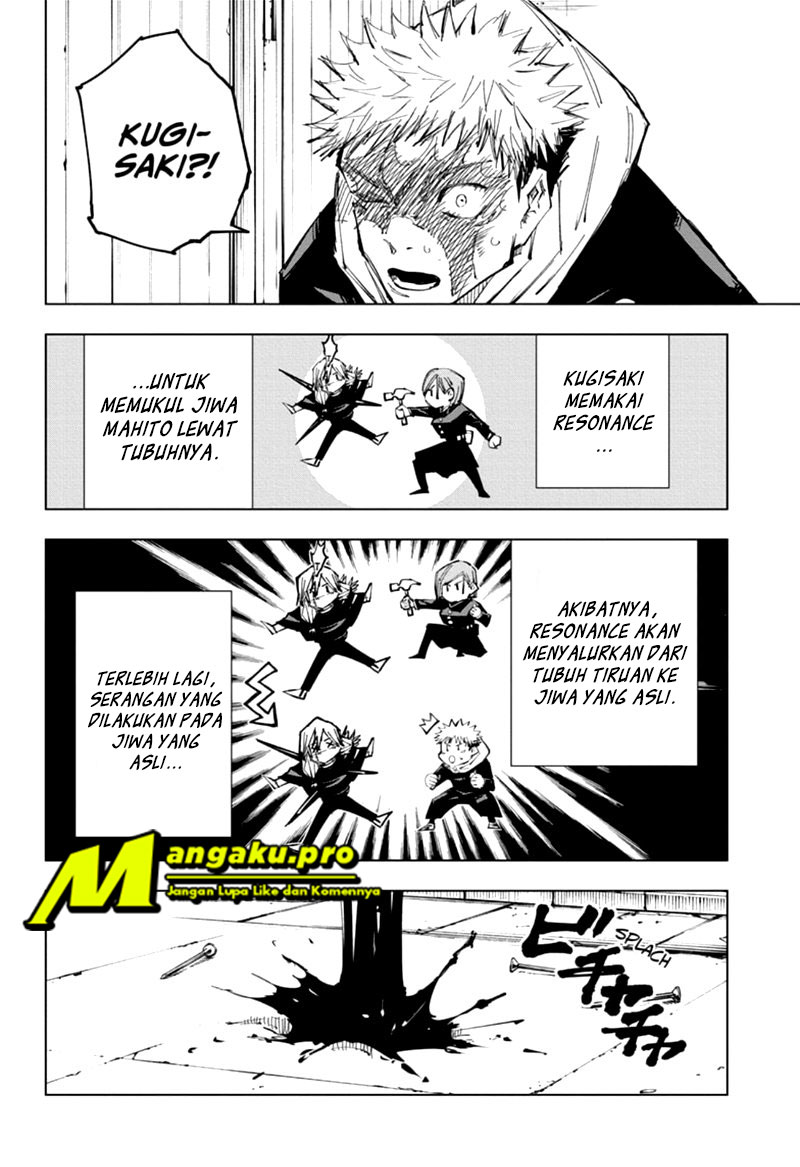 KUGI-
SAKI?!
KUGISAKI
MEMAKAI
RESONANCE
...
...UNTUK
MEMUKUL JIWA
MAHITO LEWAT
TUBUHNYA.
AKIBATNYA,
RESONANCE AKAN
MENYALURKAN DARI
TUBUH TIRUAN KE
JIWA YANG ASLI.
TERLEBIH LAGI,
SERANGAN YANG
DILAKUKAN PADA
JIWA YANG
ASLI...
Mangaku.pro
Jangan Lupa Like dan Komennya
SPLACH
ビチャチャ